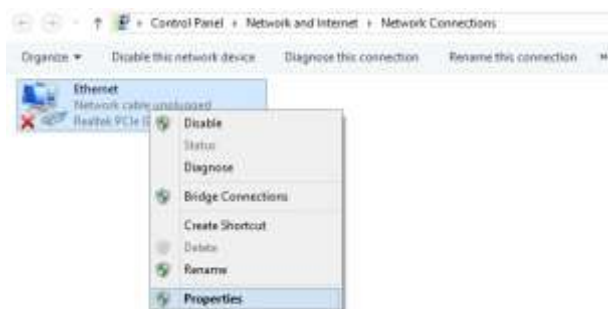 Control Panel Network and Internet Network Connections
Organize Disable this network device Diagnose this connection Rename this connection »
Ethernet
Network cable unplugged
Realtek PCIe
Disable
Status
Diagnose
Bridge Connections
Create Shortcut
Delete
Rename
Properties